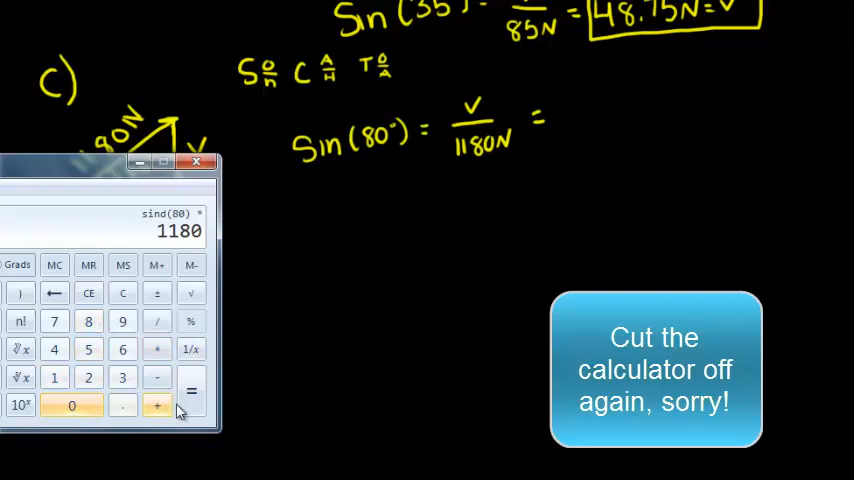 Sin(35°) = V/85N = 48.75N = V
C) S O/H C A/H T O/A
1180N V
Sin(80°) = V/1180N =
sind(80) *
1180
Grads MC MR MS M+ M-
) ← CE C ± √
n! 7 8 9 / %
y√x 4 5 6 * 1/x
3√x 1 2 3 - =
10x 0 . +
Cut the
calculator off
again, sorry!